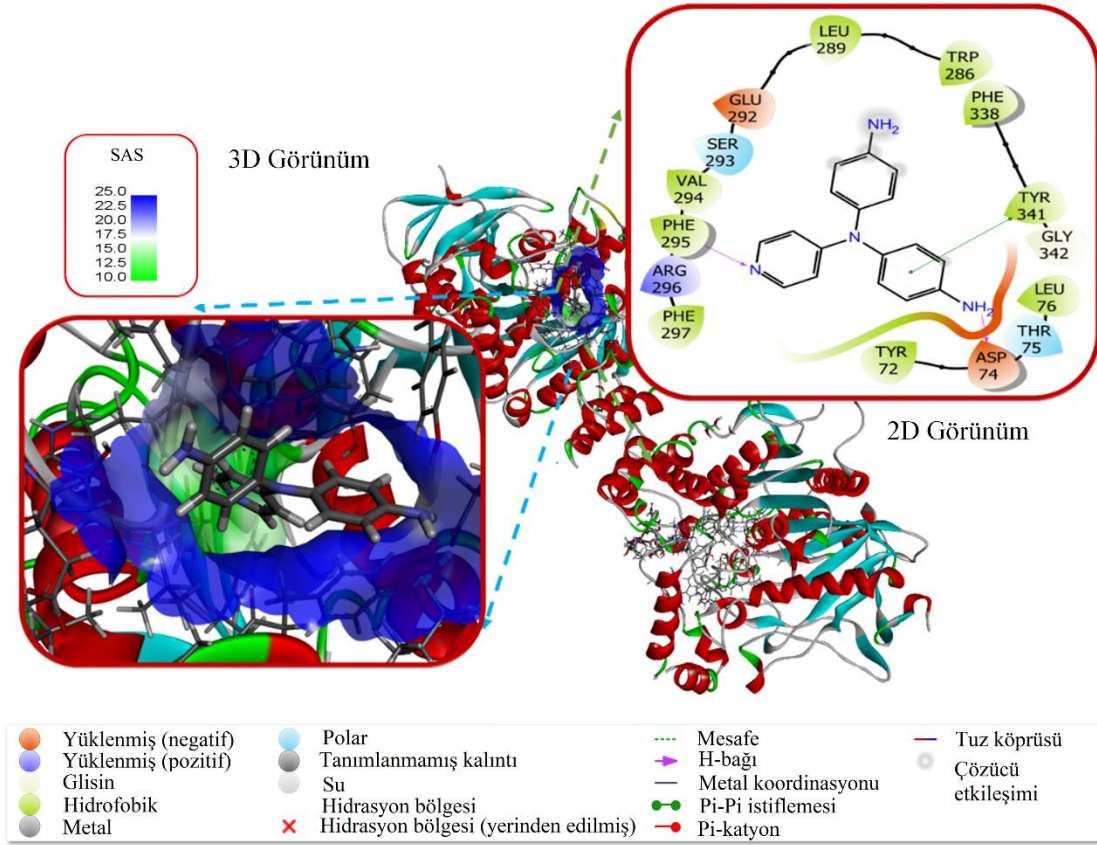 SAS
25.0
22.5
20.0
17.5
15.0
12.5
10.0
3D Görünüm
LEU
289
TRP
286
PHE
338
GLU
292
SER
293
VAL
294
PHE
295
ARG
296
PHE
297
NH2
N
N
NH2
TYR
341
GLY
342
LEU
76
THR
75
ASP
74
TYR
72
2D Görünüm
Yüklenmiş (negatif)
Yüklenmiş (pozitif)
Glisin
Hidrofobik
Metal
Polar
Tanımlanmamış kalıntı
Su
Hidrasyon bölgesi
Hidrasyon bölgesi (yerinden edilmiş)
Mesafe
H-bağı
Metal koordinasyonu
Pi-Pi istiflemesi
Pi-katyon
Tuz köprüsü
Çözücü
etkileşimi